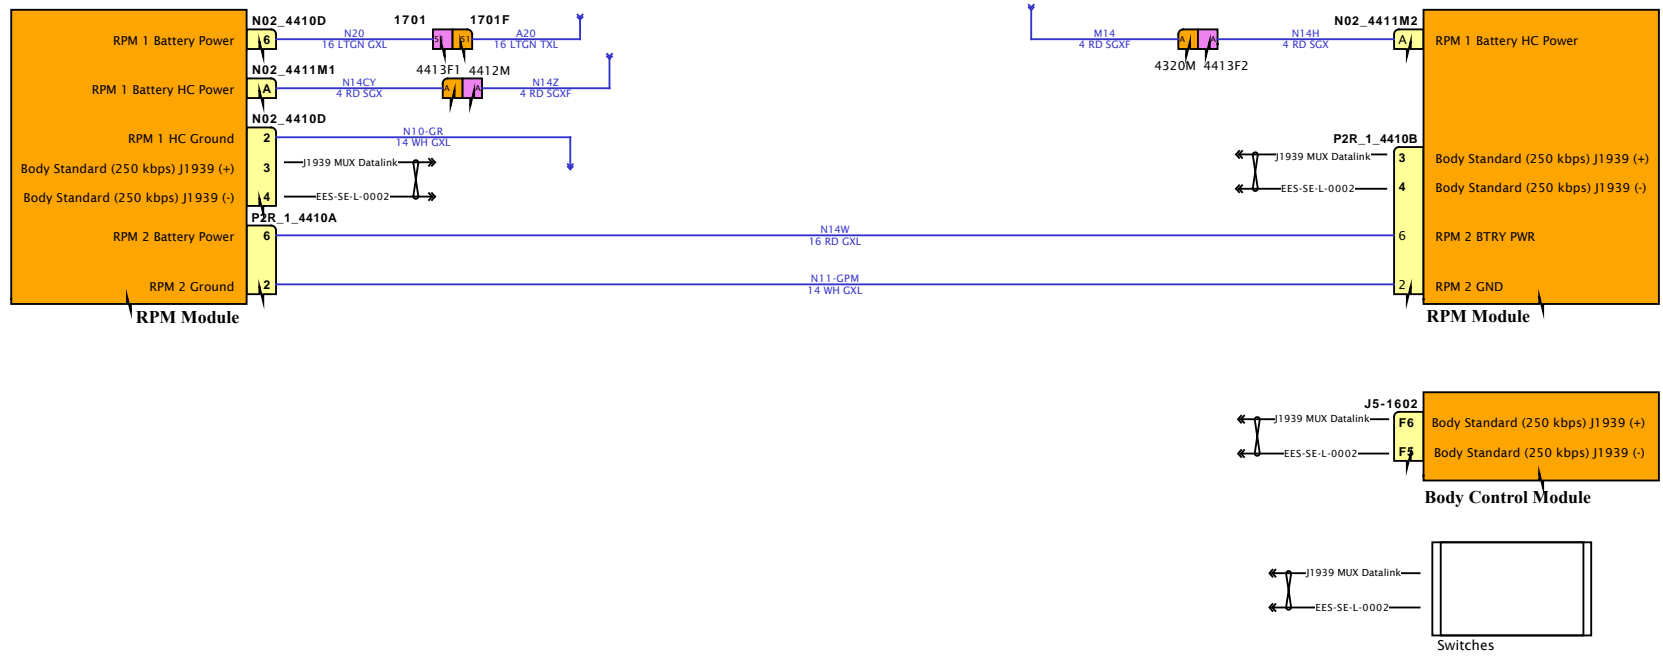 N02_4410D
RPM 1 Battery Power
6
N20
16 LTGN GXL
1701
1701F
51
51
A20
16 LTGN TXL
N02_4411M1
RPM 1 Battery HC Power
A
N14CY
4 RD SGX
4413F1
4412M
A
A
N14Z
4 RD SGXF
N02_4410D
RPM 1 HC Ground
2
N10-GR
14 WH GXL
Body Standard (250 kbps) J1939 (+)
3
J1939 MUX Datalink
Body Standard (250 kbps) J1939 (-)
4
EES-SE-L-0002
P2R_1_4410A
RPM 2 Battery Power
6
N14W
16 RD GXL
RPM 2 Ground
2
N11-GPM
14 WH GXL
RPM Module
N02_4411M2
M14
4 RD SGXF
A
A
4320M
4413F2
N14H
4 RD SGX
A
RPM 1 Battery HC Power
P2R_1_4410B
J1939 MUX Datalink
3
Body Standard (250 kbps) J1939 (+)
EES-SE-L-0002
4
Body Standard (250 kbps) J1939 (-)
6
RPM 2 BTRY PWR
2
RPM 2 GND
RPM Module
J5-1602
J1939 MUX Datalink
F6
Body Standard (250 kbps) J1939 (+)
EES-SE-L-0002
F5
Body Standard (250 kbps) J1939 (-)
Body Control Module
J1939 MUX Datalink
EES-SE-L-0002
Switches